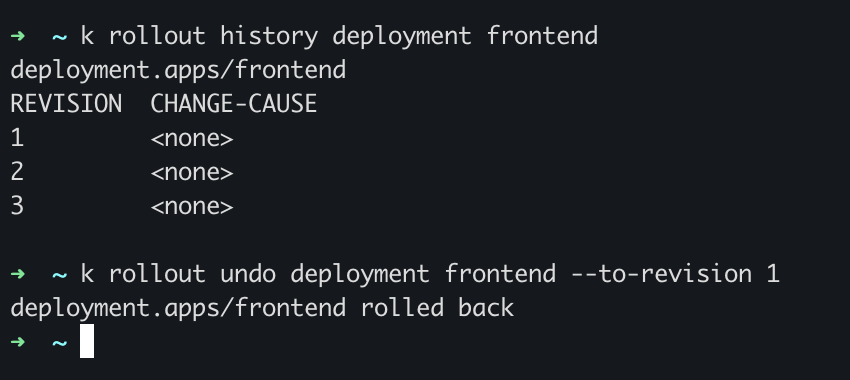 → ~ k rollout history deployment frontend
deployment.apps/frontend
REVISION  CHANGE-CAUSE
1         <none>
2         <none>
3         <none>
→ ~ k rollout undo deployment frontend --to-revision 1
deployment.apps/frontend rolled back
→ ~